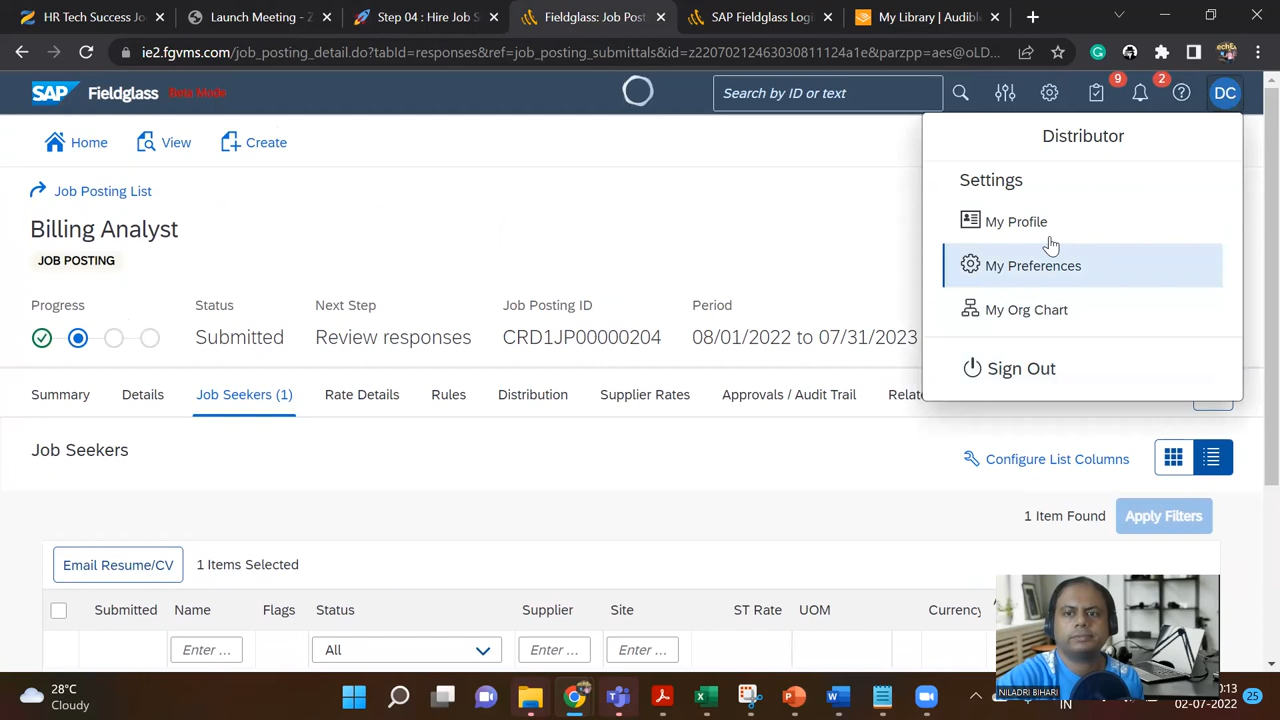 HR Tech Success Jo
Launch Meeting - Z
Step 04 : Hire Job S
Fieldglass: Job Post
SAP Fieldglass Logi
My Library | Audibl
ie2.fgvms.com/job_posting_detail.do?tabId=responses&ref=job_posting_submittals&id=z22070212463030811124a1e&parzpp=aes@oLD...
SAP Fieldglass Beta Mode
Search by ID or text
9
2
DC
Home
View
Create
Distributor
Settings
My Profile
My Preferences
My Org Chart
Sign Out
Job Posting List
Billing Analyst
JOB POSTING
Progress
Status
Next Step
Job Posting ID
Period
Submitted
Review responses
CRD1JP00000204
08/01/2022 to 07/31/2023
Summary
Details
Job Seekers (1)
Rate Details
Rules
Distribution
Supplier Rates
Approvals / Audit Trail
Relate
Job Seekers
Configure List Columns
1 Item Found
Apply Filters
Email Resume/CV
1 Items Selected
Submitted
Name
Flags
Status
Supplier
Site
ST Rate
UOM
Currency
Enter ...
All
Enter ...
Enter ...
NILADRI BIHARI
28°C
Cloudy
IN
0:13
02-07-2022
25